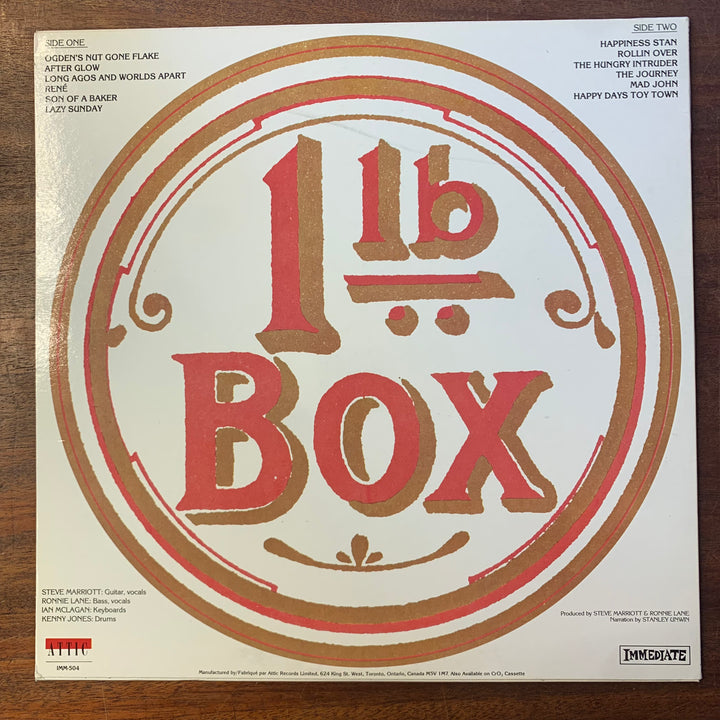 SIDE ONE
OGDEN'S NUT GONE FLAKE
AFTER GLOW
LONG AGOS AND WORLDS APART
RENÉ
SON OF A BAKER
LAZY SUNDAY
SIDE TWO
HAPPINESS STAN
ROLLIN OVER
THE HUNGRY INTRUDER
THE JOURNEY
MAD JOHN
HAPPY DAYS TOY TOWN
1 lb
BOX
STEVE MARRIOTT: Guitar, vocals
RONNIE LANE: Bass, vocals
IAN MCLAGAN: Keyboards
KENNY JONES: Drums
Produced by STEVE MARRIOTT & RONNIE LANE
Narration by STANLEY UNWIN
ATTIC
IMM-504
IMMEDIATE
Manufactured by/Fabriqué par Attic Records Limited, 624 King St. West, Toronto, Ontario, Canada M5V 1M7. Also Available on CrO₂ Cassette